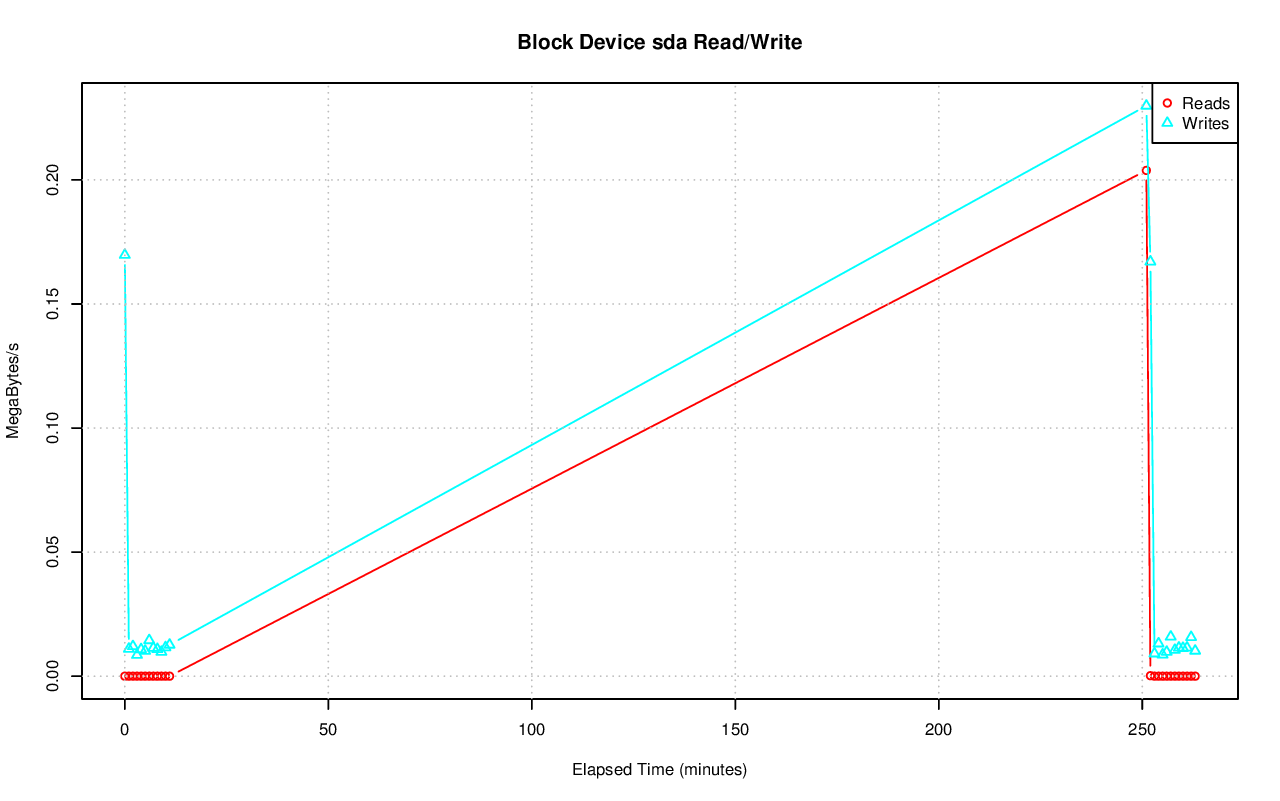 Block Device sda Read/Write
Reads
Writes
MegaBytes/s
0.20
0.15
0.10
0.05
0.00
0 50 100 150 200 250
Elapsed Time (minutes)